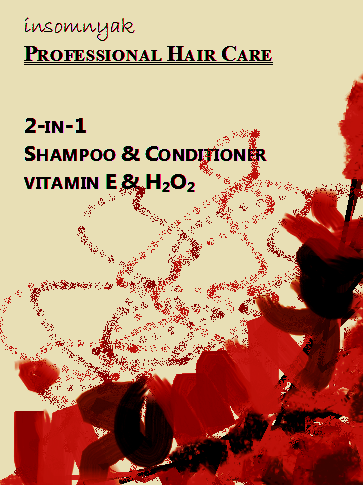 insomnyak
Professional Hair Care
2-in-1
Shampoo & Conditioner
vitamin E & H₂O₂